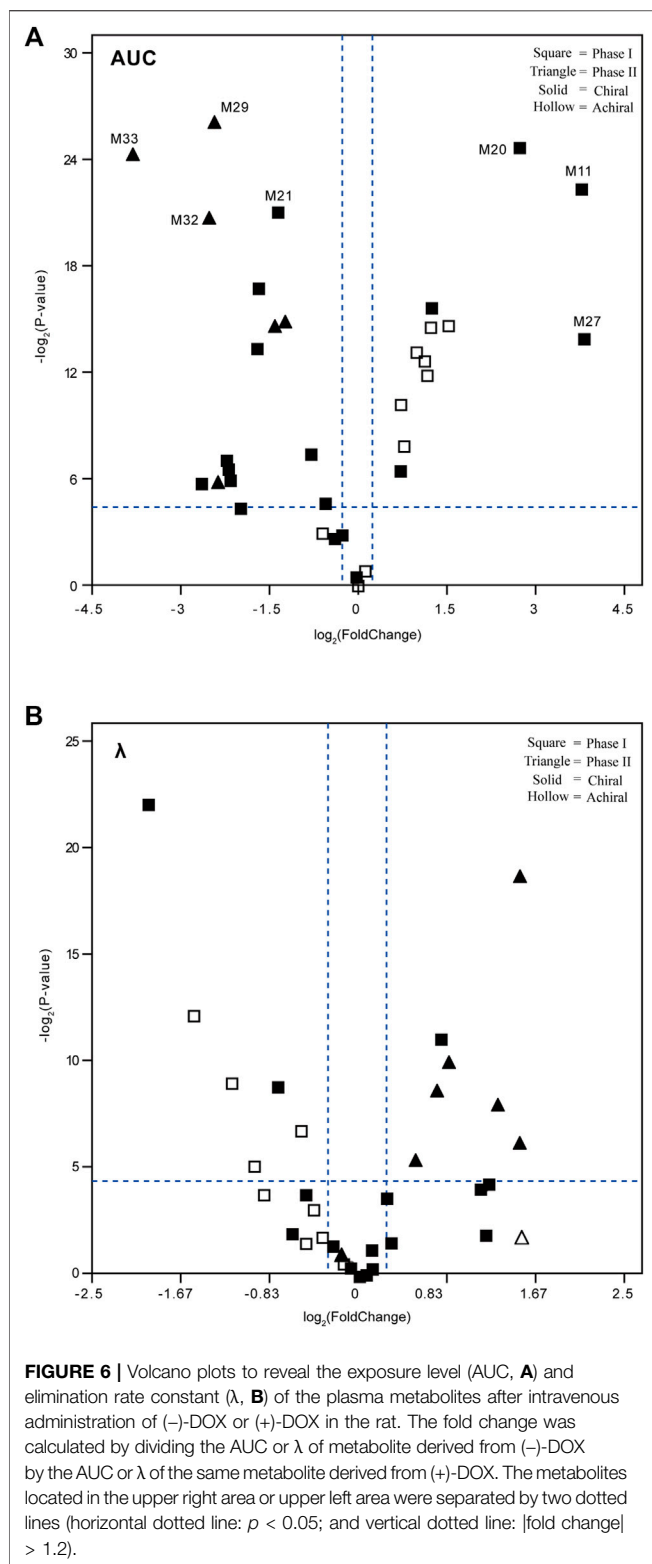 A
AUC
Square = Phase I
Triangle = Phase II
Solid = Chiral
Hollow = Achiral
30
24
18
12
6
0
-log2(P-value)
M29
M33
M32
M21
M20
M11
M27
-4.5 -3 -1.5 0 1.5 3 4.5
log2(FoldChange)
B
λ
Square = Phase I
Triangle = Phase II
Solid = Chiral
Hollow = Achiral
25
20
15
10
5
0
-log2(P-value)
-2.5 -1.67 -0.83 0 0.83 1.67 2.5
log2(FoldChange)
FIGURE 6 | Volcano plots to reveal the exposure level (AUC, A) and
elimination rate constant (λ, B) of the plasma metabolites after intravenous
administration of (−)-DOX or (+)-DOX in the rat. The fold change was
calculated by dividing the AUC or λ of metabolite derived from (−)-DOX
by the AUC or λ of the same metabolite derived from (+)-DOX. The metabolites
located in the upper right area or upper left area were separated by two dotted
lines (horizontal dotted line: p < 0.05; and vertical dotted line: |fold change|
> 1.2).